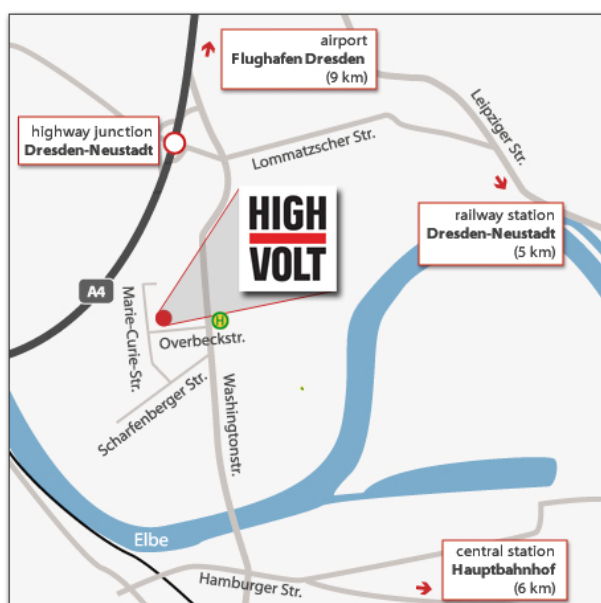 airport
Flughafen Dresden
(9 km)
highway junction
Dresden-Neustadt
Lommatzscher Str.
Leipziger Str.
HIGH
VOLT
railway station
Dresden-Neustadt
(5 km)
A4
Marie-Curie-Str.
H
Overbeckstr.
Scharfenberger Str.
Washingtonstr.
Elbe
central station
Hauptbahnhof
(6 km)
Hamburger Str.